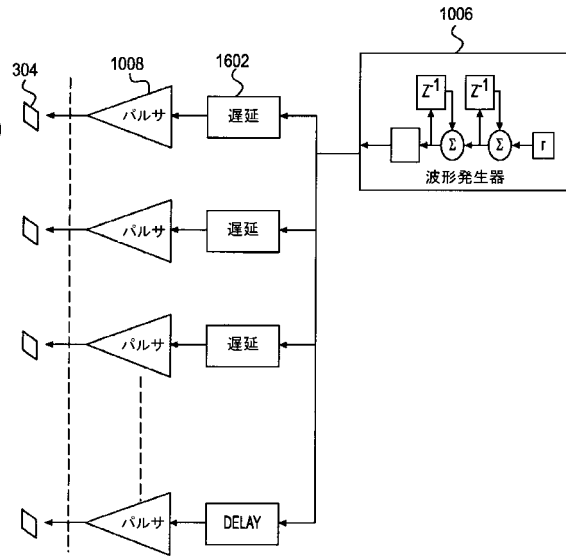 1006
304
1008
1602
パルサ
遅延
Z-1
Z-1
Σ
Σ
r
波形発生器
パルサ
遅延
パルサ
遅延
パルサ
DELAY